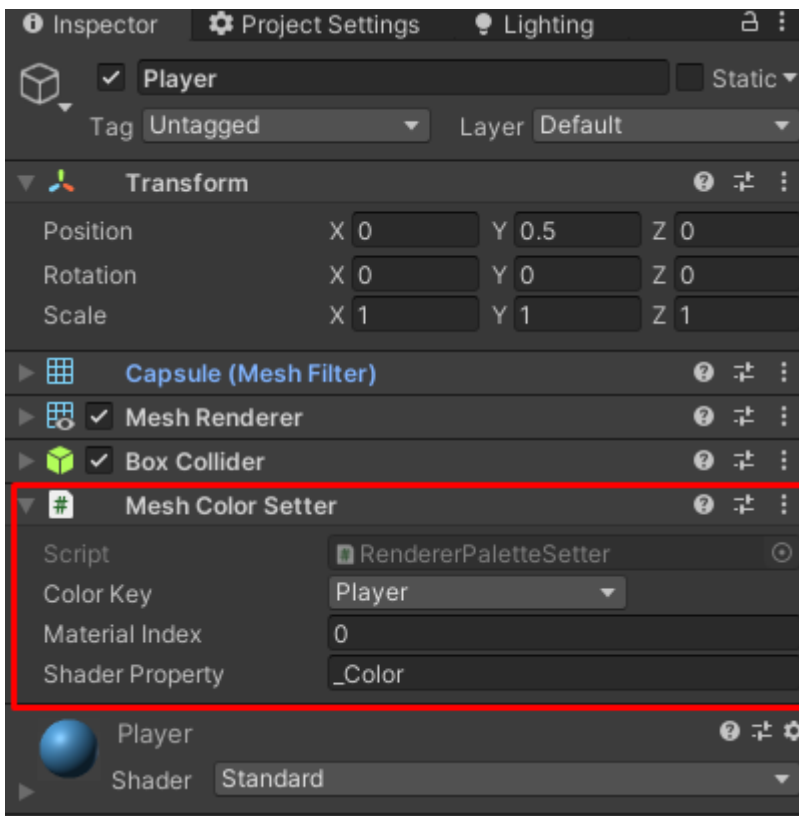 Inspector Project Settings Lighting
Player Static
Tag Untagged Layer Default
Transform
Position X 0 Y 0.5 Z 0
Rotation X 0 Y 0 Z 0
Scale X 1 Y 1 Z 1
Capsule (Mesh Filter)
Mesh Renderer
Box Collider
# Mesh Color Setter
Script # RendererPaletteSetter
Color Key Player
Material Index 0
Shader Property _Color
Player
Shader Standard